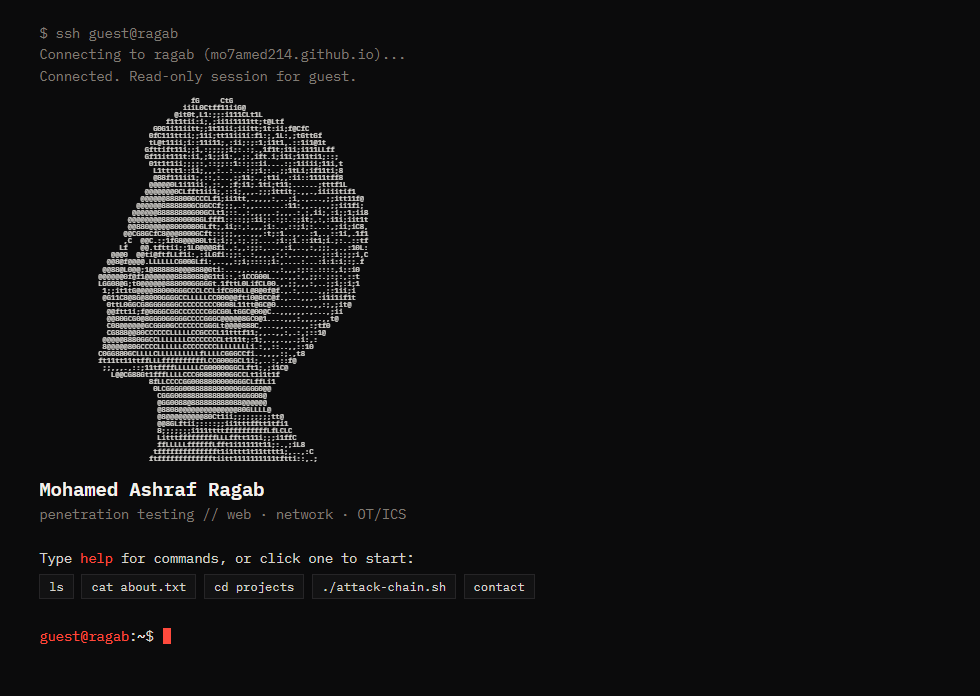 $ ssh guest@ragab
Connecting to ragab (mo7amed214.github.io)...
Connected. Read-only session for guest.
Mohamed Ashraf Ragab
penetration testing // web · network · OT/ICS
Type help for commands, or click one to start:
ls cat about.txt cd projects ./attack-chain.sh contact
guest@ragab:~$